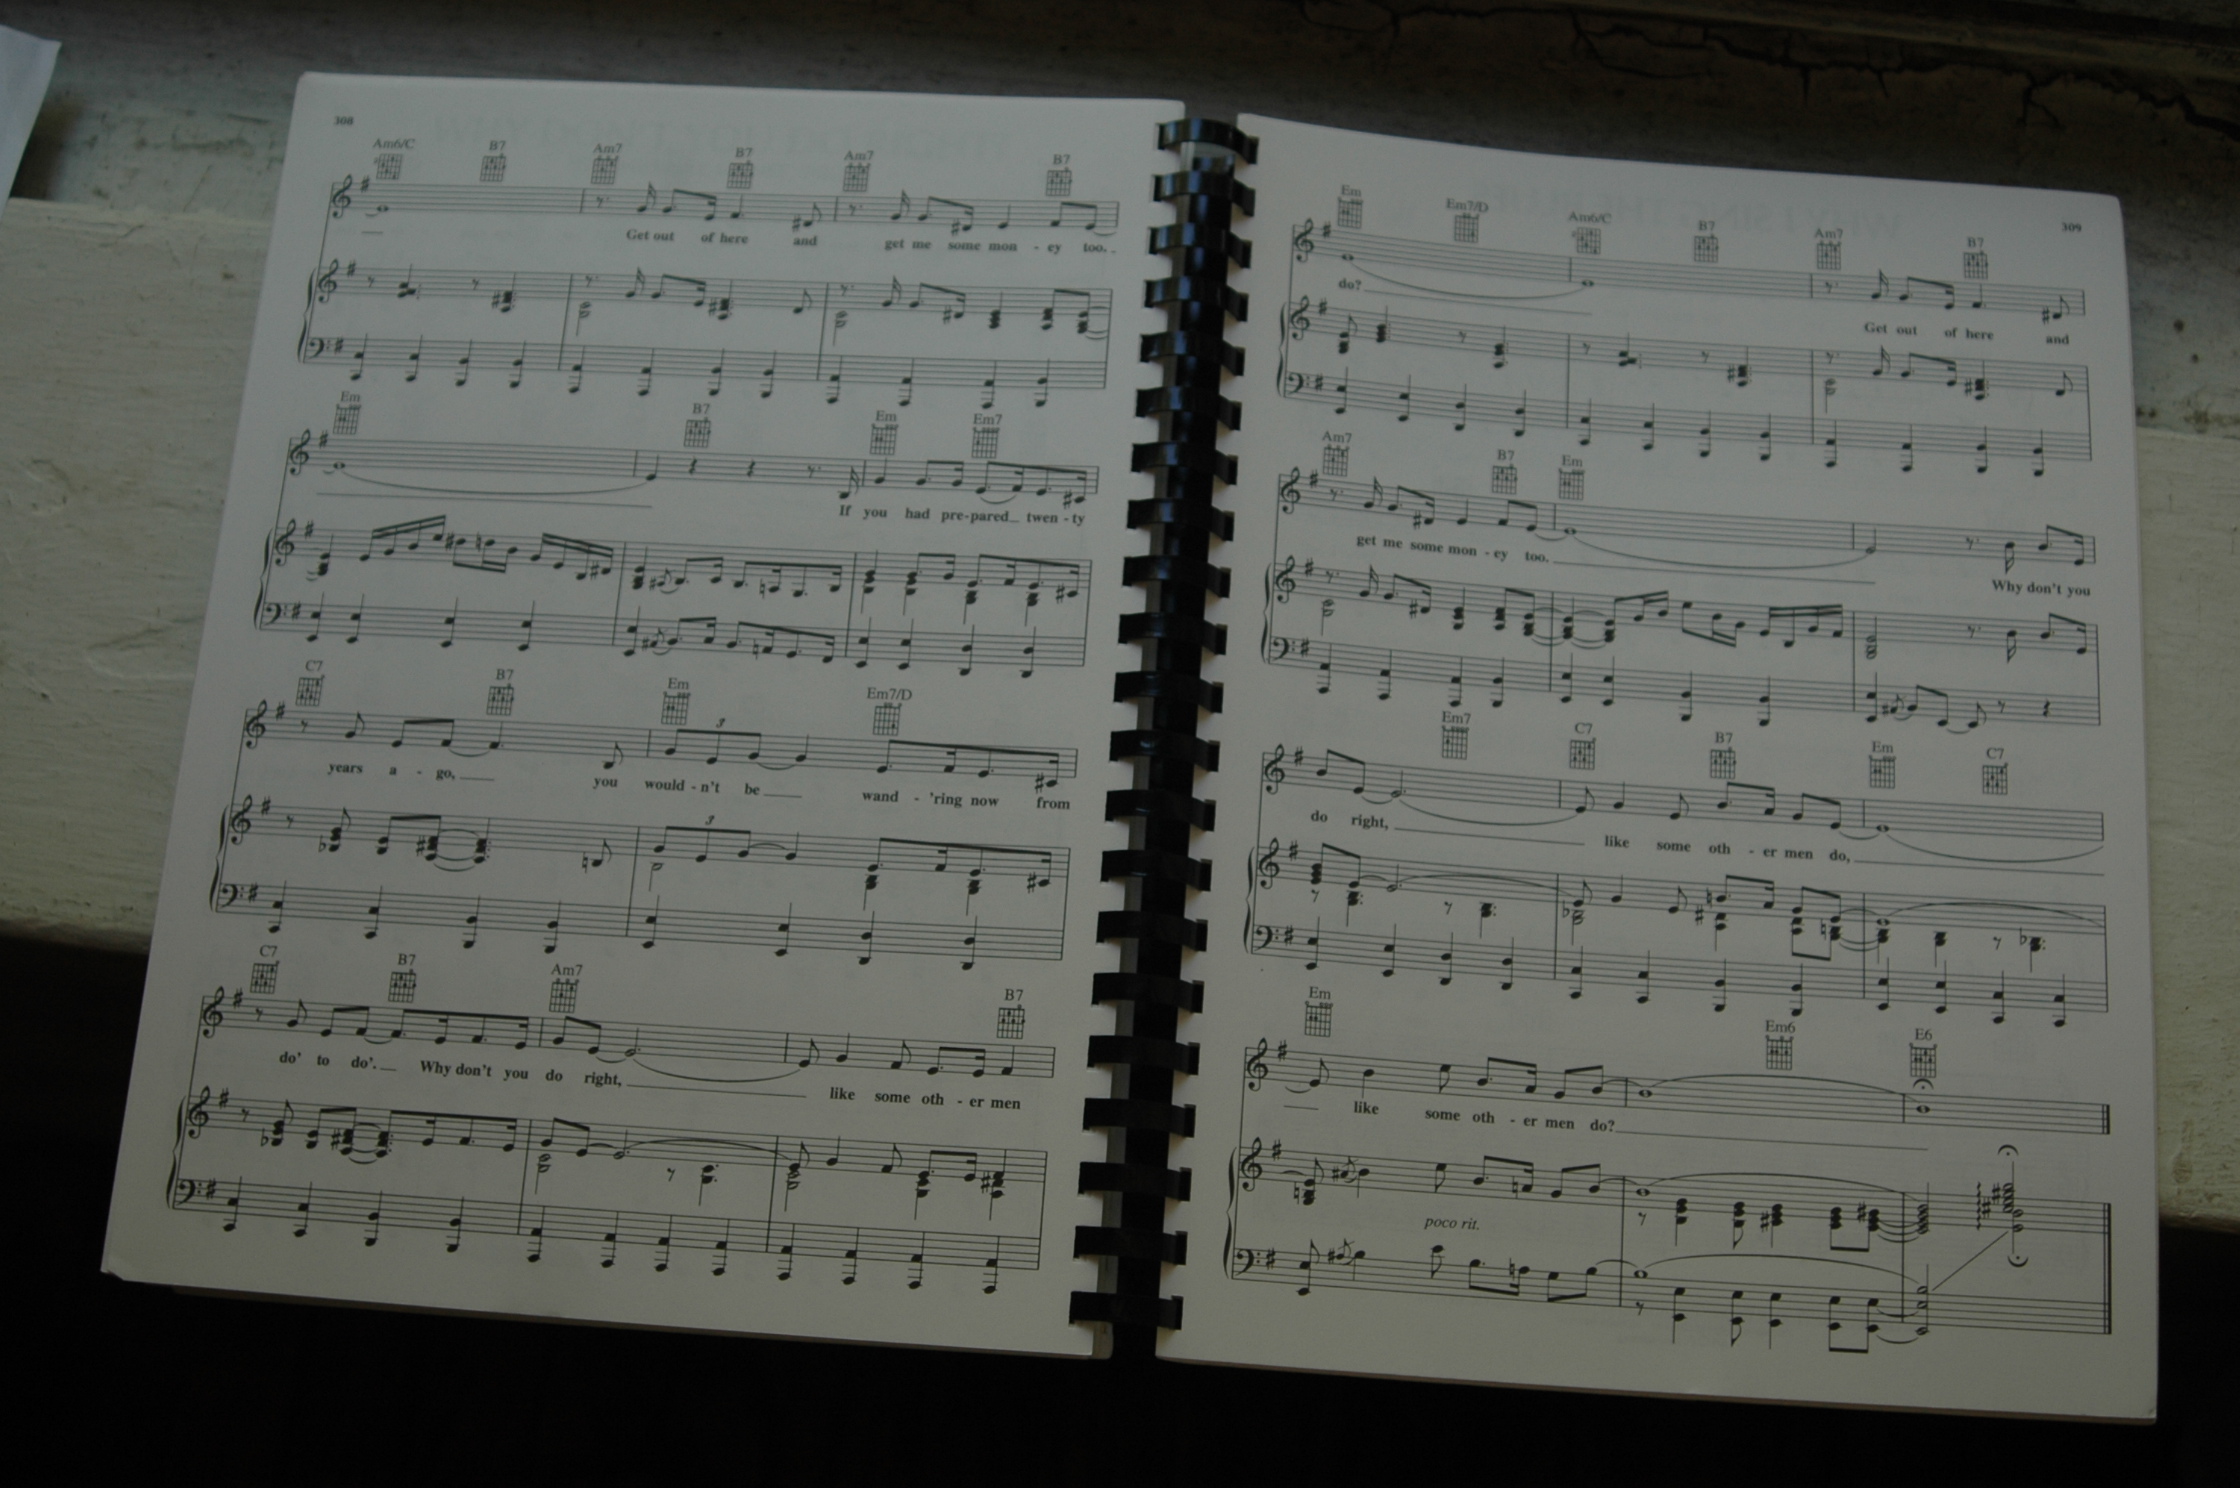 308
Am6/C B7 Am7 B7 Am7 B7
Get out of here and get me some mon - ey too.
Em B7 Em Em7
If you had pre-pared twen - ty
C7 B7 Em Em7/D
3
years a - go, you would - n't be wand - 'ring now from
3
C7 B7 Am7 B7
do' to do'. Why don't you do right, like some oth - er men
309
Em Em7/D Am6/C B7 Am7 B7
do? Get out of here and
Am7 B7 Em
get me some mon - ey too. Why don't you
Em7 C7 B7 Em C7
do right, like some oth - er men do,
Em Em6 E6
like some oth - er men do?
poco rit.